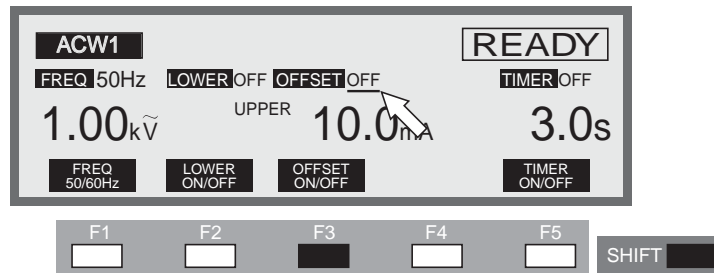 ACW1 READY
FREQ 50Hz LOWER OFF OFFSET OFF TIMER OFF
1.00kṼ UPPER 10.0mA 3.0s
FREQ LOWER OFFSET TIMER
50/60Hz ON/OFF ON/OFF ON/OFF
F1 F2 F3 F4 F5
SHIFT